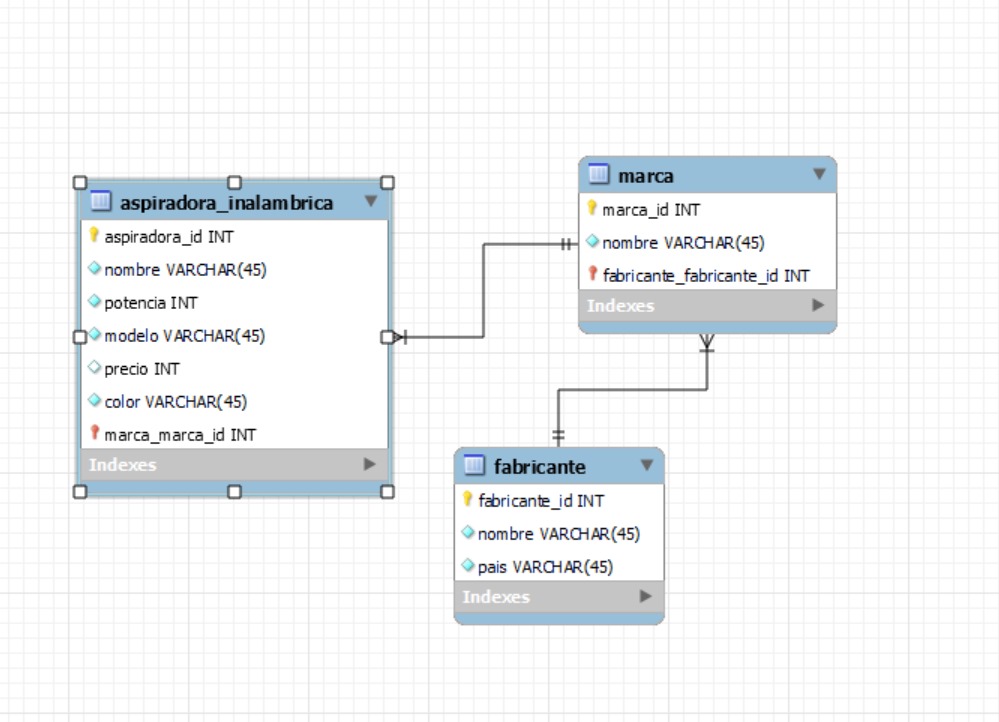 aspiradora_inalambrica
aspiradora_id INT
nombre VARCHAR(45)
potencia INT
modelo VARCHAR(45)
precio INT
color VARCHAR(45)
marca_marca_id INT
Indexes
marca
marca_id INT
nombre VARCHAR(45)
fabricante_fabricante_id INT
Indexes
fabricante
fabricante_id INT
nombre VARCHAR(45)
pais VARCHAR(45)
Indexes